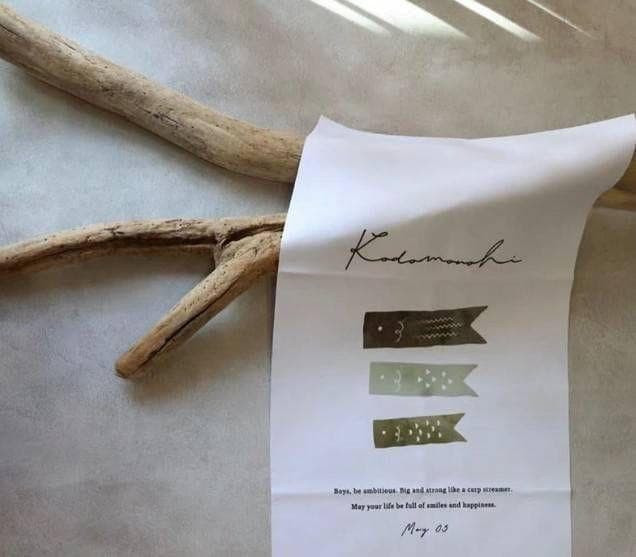 Kodomonohi
Boys, be ambitious. Big and strong like a carp streamer.
May your life be full of smiles and happiness.
May 05